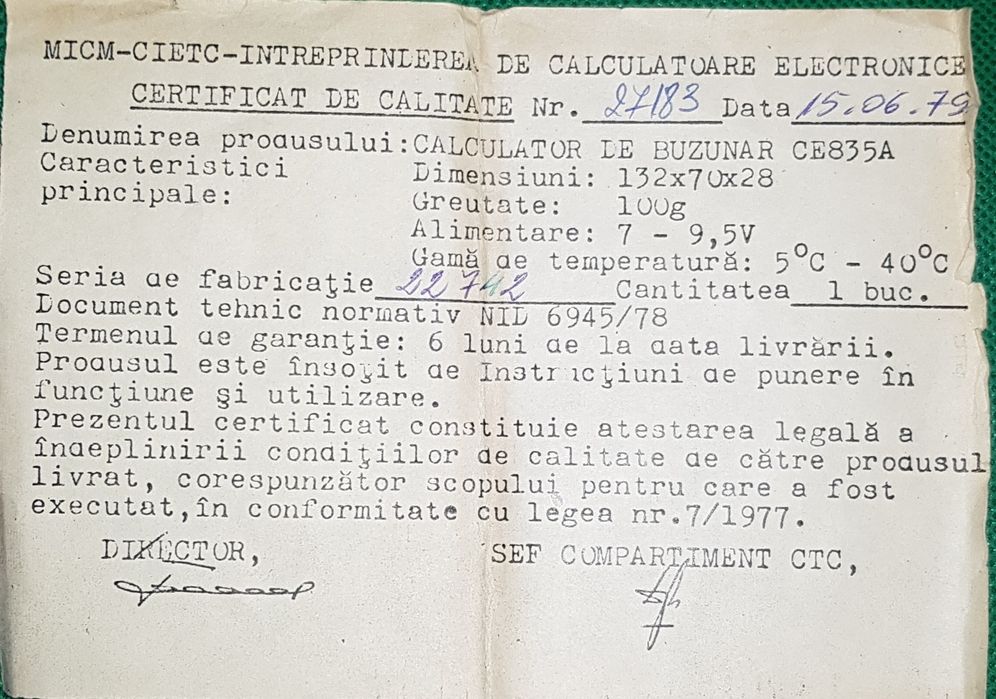 MICM-CIETC-INTREPRINDEREA DE CALCULATOARE ELECTRONICE
CERTIFICAT DE CALITATE Nr. 27183 Data 15.06.79
Denumirea produsului: CALCULATOR DE BUZUNAR CE835A
Caracteristici principale: Dimensiuni: 132x70x28
Greutate: 100g
Alimentare: 7 - 9,5V
Gamă de temperatură: 5°C - 40°C
Seria de fabricaţie 22742 Cantitatea 1 buc.
Document tehnic normativ NID 6945/78
Termenul de garanţie: 6 luni de la data livrării.
Produsul este însoţit de Instrucţiuni de punere în
funcţiune şi utilizare.
Prezentul certificat constituie atestarea legală a
îndeplinirii condiţiilor de calitate de către produsul
livrat, corespunzător scopului pentru care a fost
executat,în conformitate cu legea nr.7/1977.
DIRECTOR, SEF COMPARTIMENT CTC,